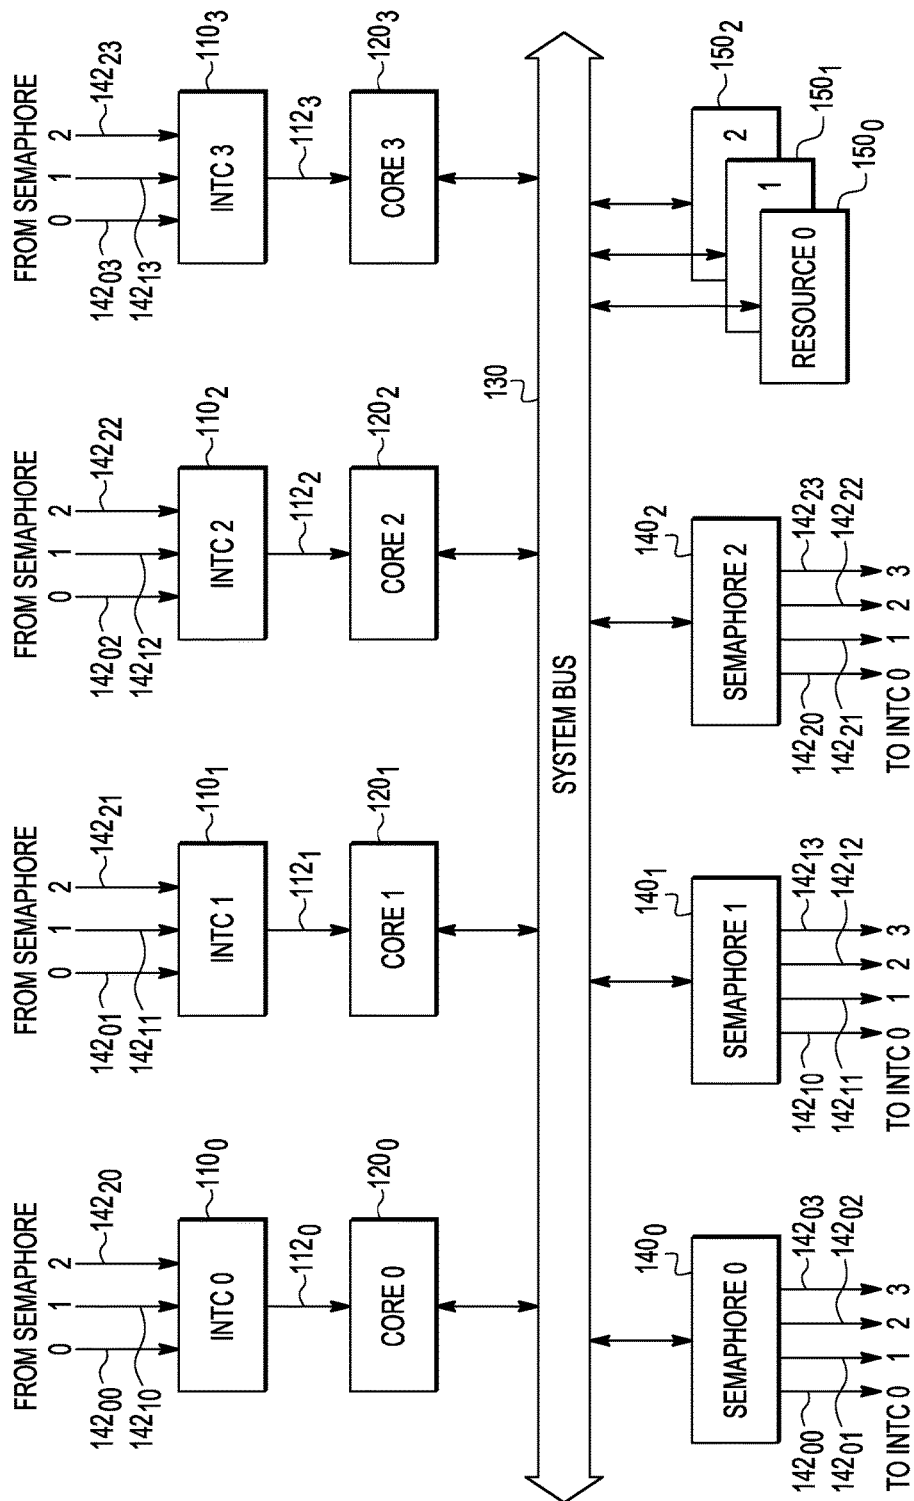 FROM SEMAPHORE
0 1 2
142₀₀
142₁₀
142₂₀
INTC 0
110₀
112₀
CORE 0
120₀
FROM SEMAPHORE
0 1 2
142₀₁
142₁₁
142₂₁
INTC 1
110₁
112₁
CORE 1
120₁
FROM SEMAPHORE
0 1 2
142₀₂
142₁₂
142₂₂
INTC 2
110₂
112₂
CORE 2
120₂
FROM SEMAPHORE
0 1 2
142₀₃
142₁₃
142₂₃
INTC 3
110₃
112₃
CORE 3
120₃
SYSTEM BUS
130
SEMAPHORE 0
140₀
142₀₀
142₀₁
142₀₃
142₀₂
TO INTC 0 1 2 3
SEMAPHORE 1
140₁
142₁₀
142₁₁
142₁₃
142₁₂
TO INTC 0 1 2 3
SEMAPHORE 2
140₂
142₂₀
142₂₁
142₂₃
142₂₂
TO INTC 0 1 2 3
2
150₂
1
150₁
RESOURCE 0
150₀